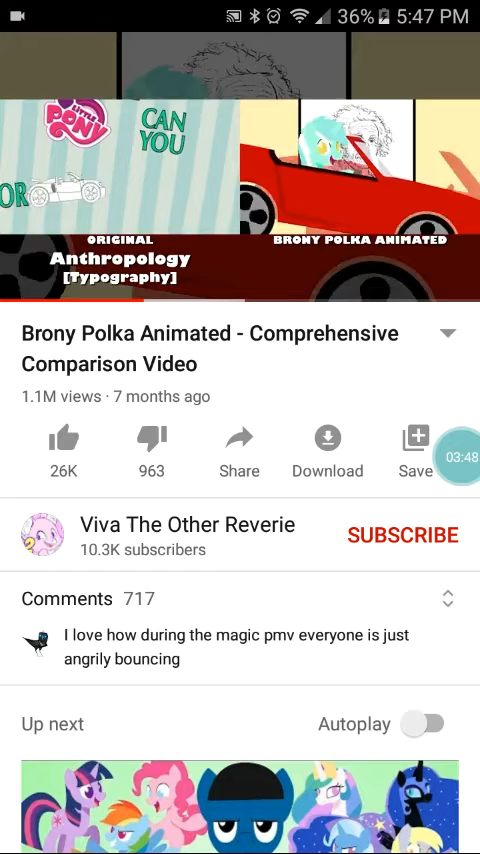 36% 5:47 PM
PONY
CAN
YOU
OR
ORIGINAL
Anthropology
[Typography]
BRONY POLKA ANIMATED
Brony Polka Animated - Comprehensive
Comparison Video
1.1M views · 7 months ago
26K 963 Share Download Save
03:48
Viva The Other Reverie
10.3K subscribers
SUBSCRIBE
Comments 717
I love how during the magic pmv everyone is just
angrily bouncing
Up next Autoplay